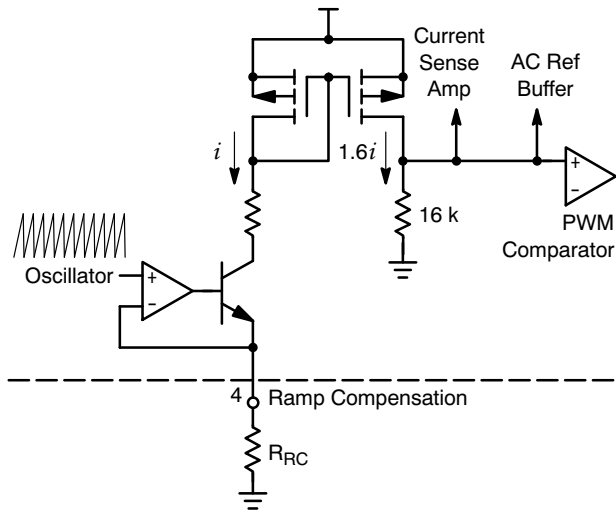 Current
Sense
Amp
AC Ref
Buffer
i
1.6i
+
−
16 k
PWM
Comparator
Oscillator
+
−
4
Ramp Compensation
RRC